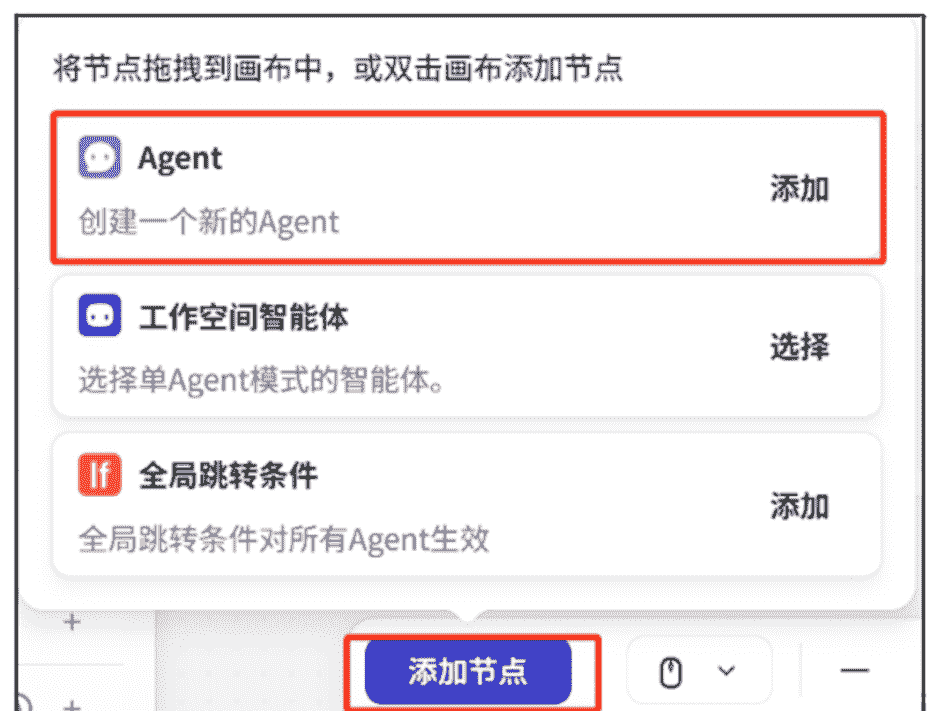 将节点拖拽到画布中，或双击画布添加节点
Agent
创建一个新的Agent
添加
工作空间智能体
选择单Agent模式的智能体。
选择
If
全局跳转条件
全局跳转条件对所有Agent生效
添加
+
添加节点
+